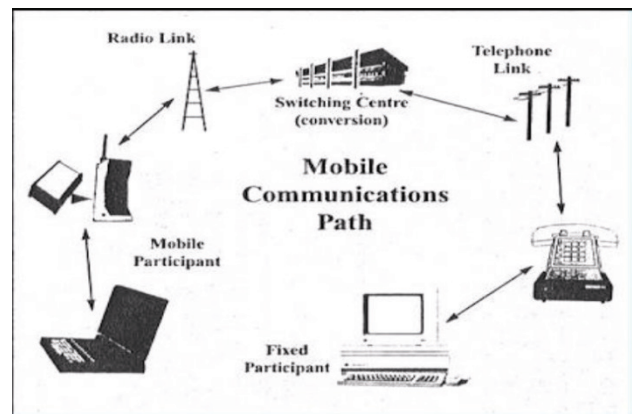 Radio Link
Telephone
Link
Switching Centre
(conversion)
Mobile
Communications
Path
Mobile
Participant
Fixed
Participant